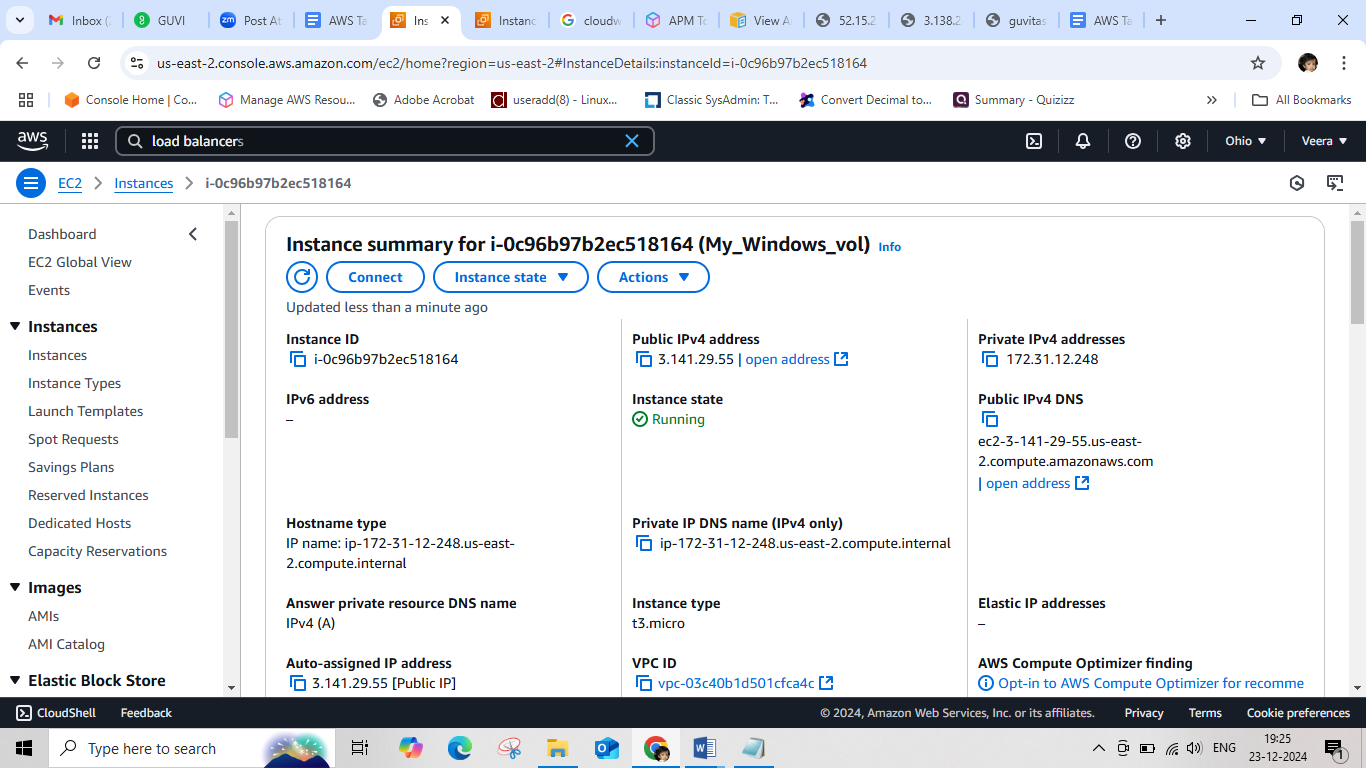 Inbox (
GUVI
Post At
AWS Ta
Ins
Instanc
cloudw
APM To
View A
52.15.2
3.138.2
guvitas
AWS Ta
us-east-2.console.aws.amazon.com/ec2/home?region=us-east-2#InstanceDetails:instanceId=i-0c96b97b2ec518164
Console Home | Co...
Manage AWS Resou...
Adobe Acrobat
useradd(8) - Linux...
Classic SysAdmin: T...
Convert Decimal to...
Summary - Quizizz
All Bookmarks
aws
load balancers
Ohio
Veera
EC2
Instances
i-0c96b97b2ec518164
Dashboard
EC2 Global View
Events
Instances
Instances
Instance Types
Launch Templates
Spot Requests
Savings Plans
Reserved Instances
Dedicated Hosts
Capacity Reservations
Images
AMIs
AMI Catalog
Elastic Block Store
Instance summary for i-0c96b97b2ec518164 (My_Windows_vol) Info
Connect
Instance state
Actions
Updated less than a minute ago
Instance ID
i-0c96b97b2ec518164
Public IPv4 address
3.141.29.55 | open address
Private IPv4 addresses
172.31.12.248
IPv6 address
–
Instance state
Running
Public IPv4 DNS
ec2-3-141-29-55.us-east-
2.compute.amazonaws.com
| open address
Hostname type
IP name: ip-172-31-12-248.us-east-
2.compute.internal
Private IP DNS name (IPv4 only)
ip-172-31-12-248.us-east-2.compute.internal
Answer private resource DNS name
IPv4 (A)
Instance type
t3.micro
Elastic IP addresses
–
Auto-assigned IP address
3.141.29.55 [Public IP]
VPC ID
vpc-03c40b1d501cfca4c
AWS Compute Optimizer finding
Opt-in to AWS Compute Optimizer for recomme
CloudShell
Feedback
© 2024, Amazon Web Services, Inc. or its affiliates.
Privacy
Terms
Cookie preferences
Type here to search
ENG
19:25
23-12-2024
1